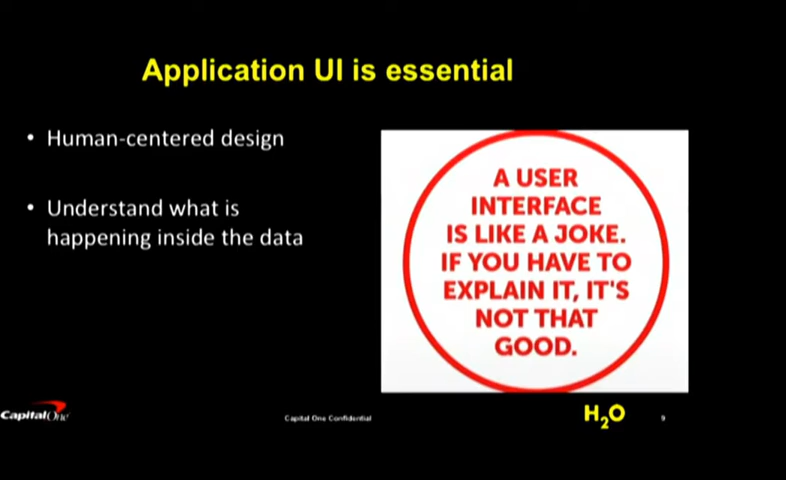 Application UI is essential
• Human-centered design
• Understand what is
happening inside the data
A USER
INTERFACE
IS LIKE A JOKE.
IF YOU HAVE TO
EXPLAIN IT, IT'S
NOT THAT
GOOD.
Capital One
Capital One Confidential
H₂O
9